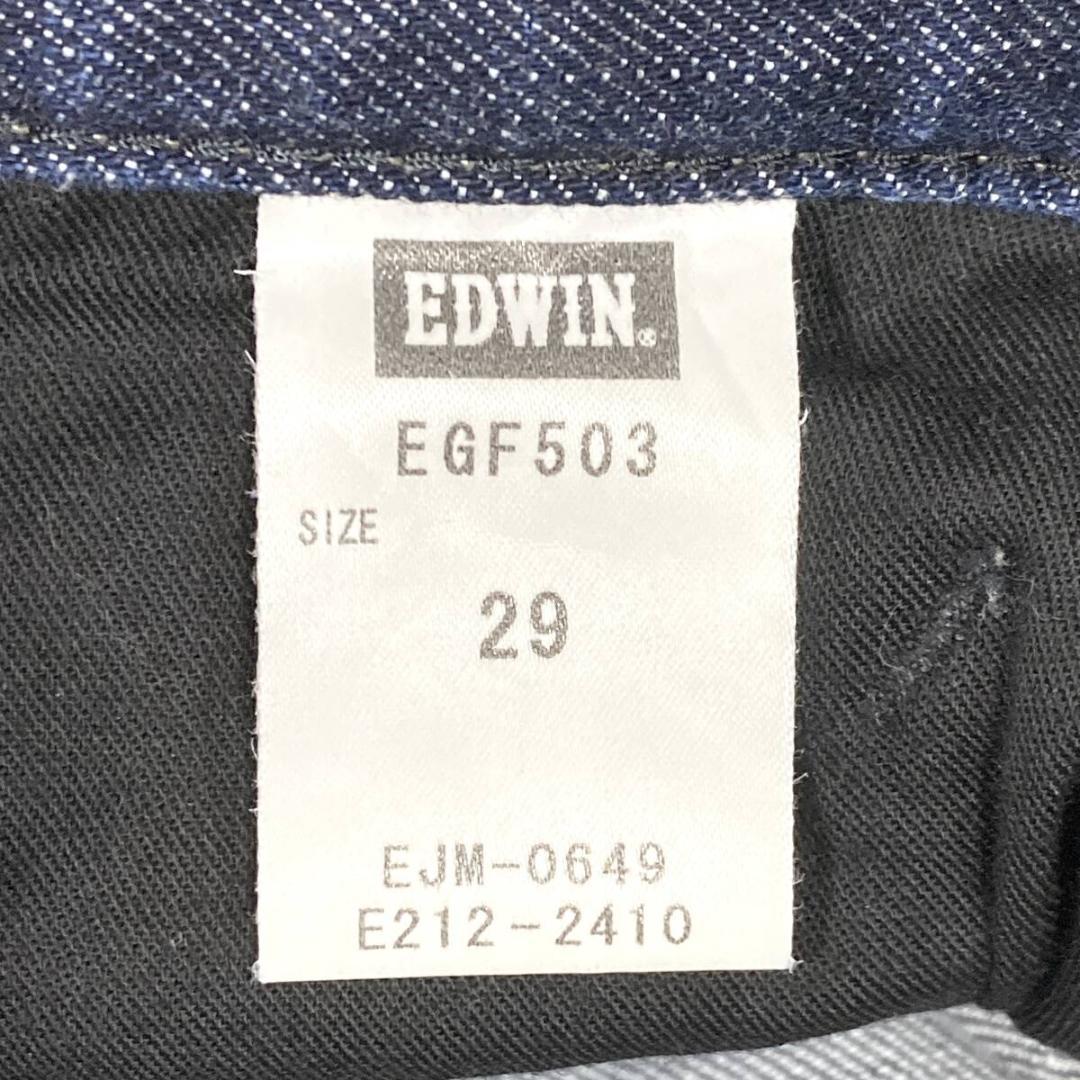 EDWIN.®
EGF503
SIZE
29
EJM-0649
E212-2410